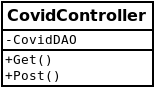 CovidController
-CovidDAO
+Get()
+Post()